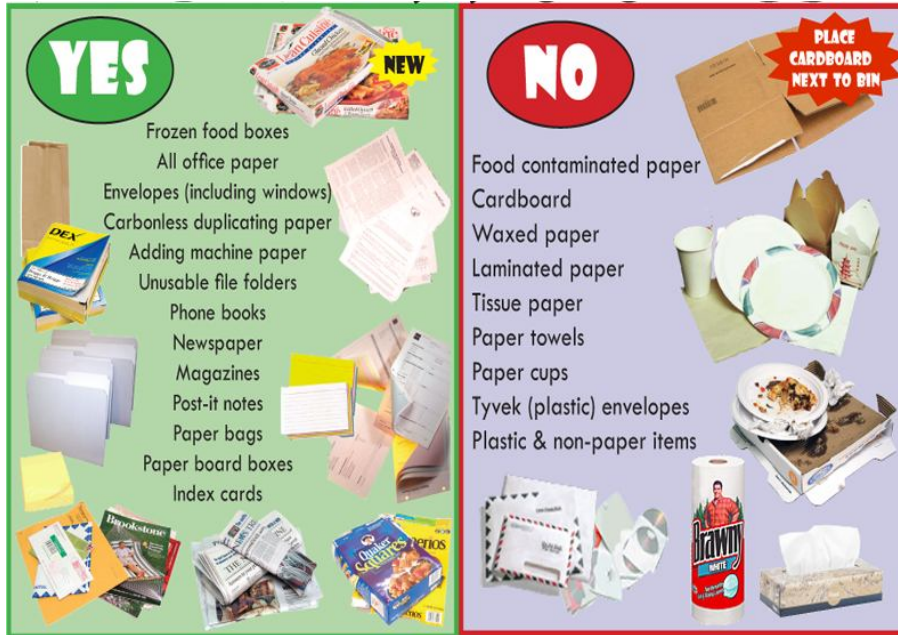 YES
NEW
Lean Cuisine
Frozen food boxes
All office paper
Envelopes (including windows)
Carbonless duplicating paper
Adding machine paper
Unusable file folders
Phone books
Newspaper
Magazines
Post-it notes
Paper bags
Paper board boxes
Index cards
DEX
Brookstone
Quaker
Squares
NO
PLACE
CARDBOARD
NEXT TO BIN
Food contaminated paper
Cardboard
Waxed paper
Laminated paper
Tissue paper
Paper towels
Paper cups
Tyvek (plastic) envelopes
Plastic & non-paper items
Brawny
WHITE